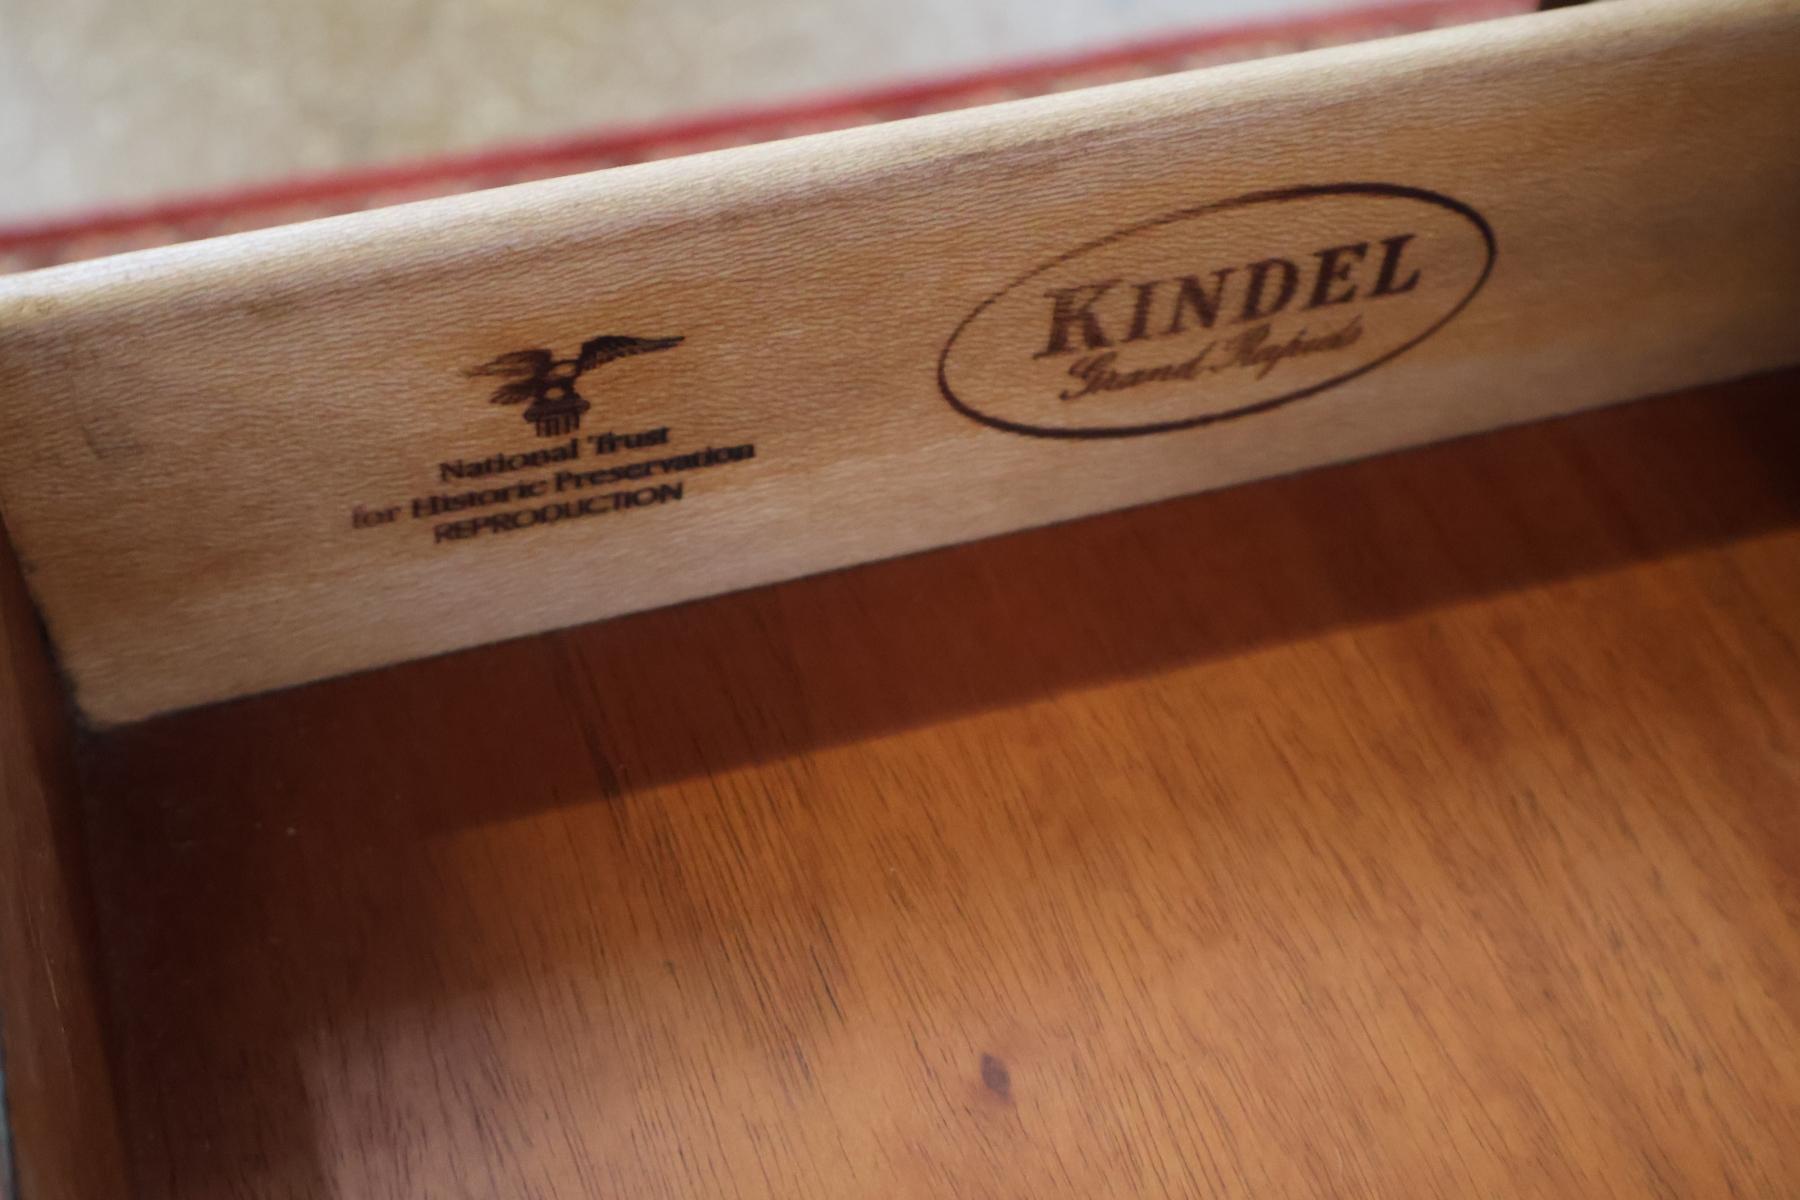 National Trust
for Historic Preservation
REPRODUCTION
KINDEL
Grand Rapids